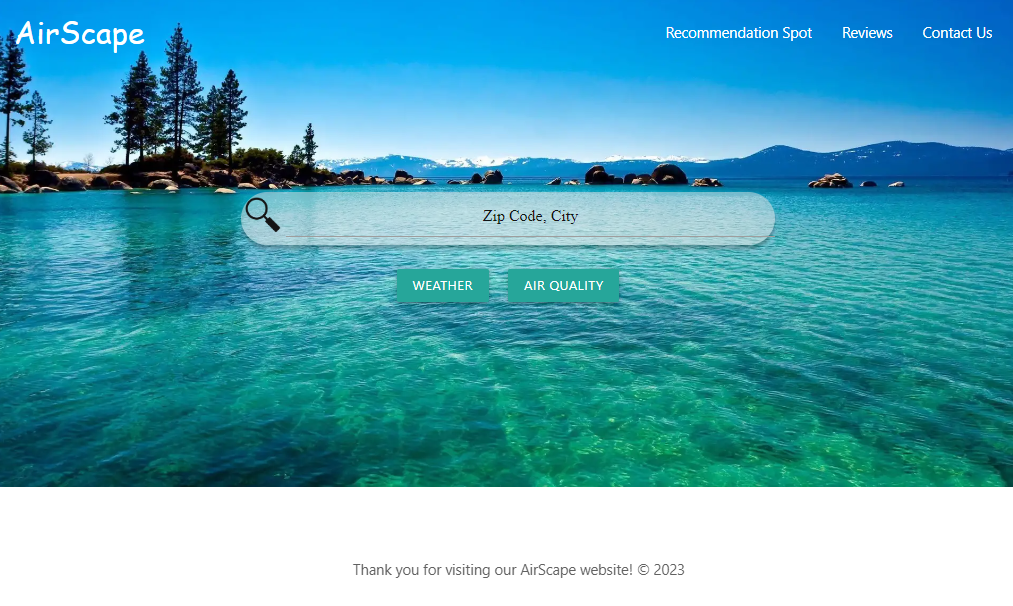 AirScape
Recommendation Spot
Reviews
Contact Us
Zip Code, City
WEATHER
AIR QUALITY
Thank you for visiting our AirScape website! © 2023